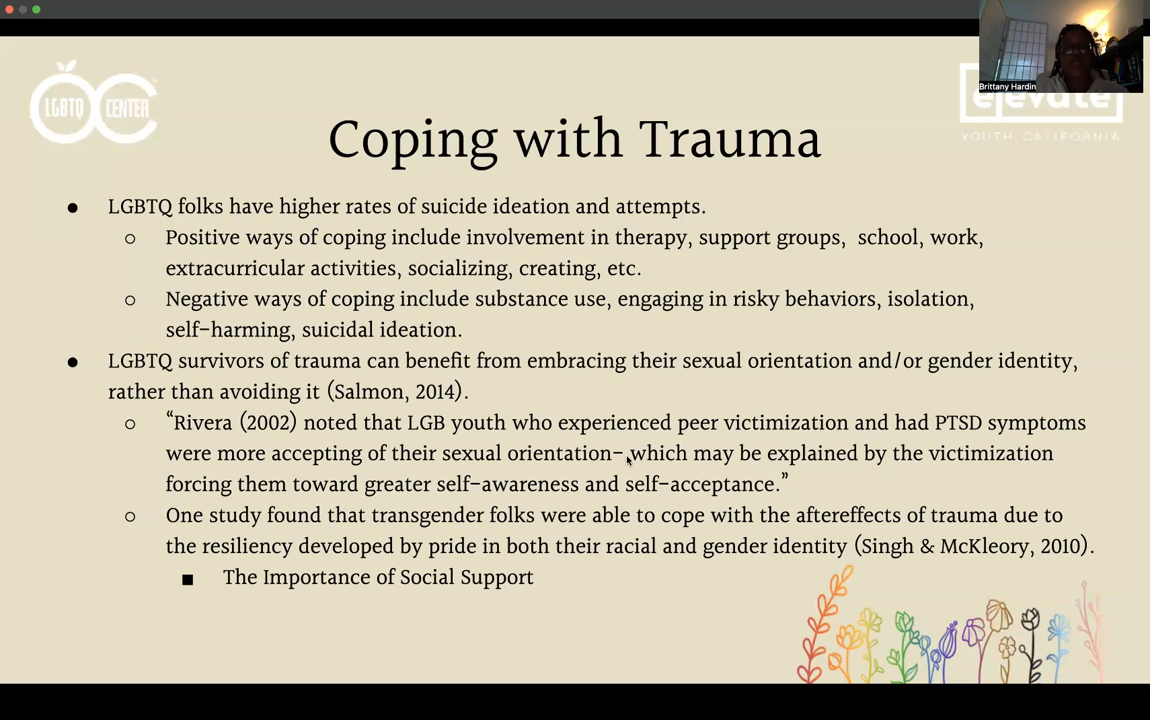 Brittany Hardin
LGBTQ CENTER
elevate
YOUTH CALIFORNIA
Coping with Trauma
● LGBTQ folks have higher rates of suicide ideation and attempts.
○ Positive ways of coping include involvement in therapy, support groups,  school, work,
extracurricular activities, socializing, creating, etc.
○ Negative ways of coping include substance use, engaging in risky behaviors, isolation,
self-harming, suicidal ideation.
● LGBTQ survivors of trauma can benefit from embracing their sexual orientation and/or gender identity,
rather than avoiding it (Salmon, 2014).
○ “Rivera (2002) noted that LGB youth who experienced peer victimization and had PTSD symptoms
were more accepting of their sexual orientation- which may be explained by the victimization
forcing them toward greater self-awareness and self-acceptance.”
○ One study found that transgender folks were able to cope with the aftereffects of trauma due to
the resiliency developed by pride in both their racial and gender identity (Singh & McKleory, 2010).
■ The Importance of Social Support